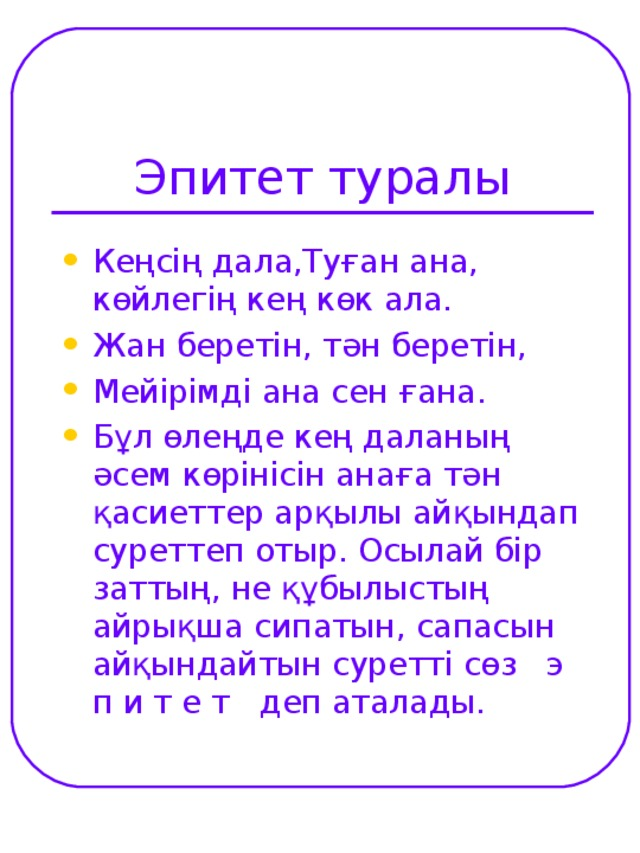 Эпитет туралы
Кеңсің дала,Туған ана,
көйлегің кең көк ала.
Жан беретін, тән беретін,
Мейірімді ана сен ғана.
Бұл өлеңде кең даланың
әсем көрінісін анаға тән
қасиеттер арқылы айқындап
суреттеп отыр. Осылай бір
заттың, не құбылыстың
айрықша сипатын, сапасын
айқындайтын суретті сөз   э
п и т е т   деп аталады.